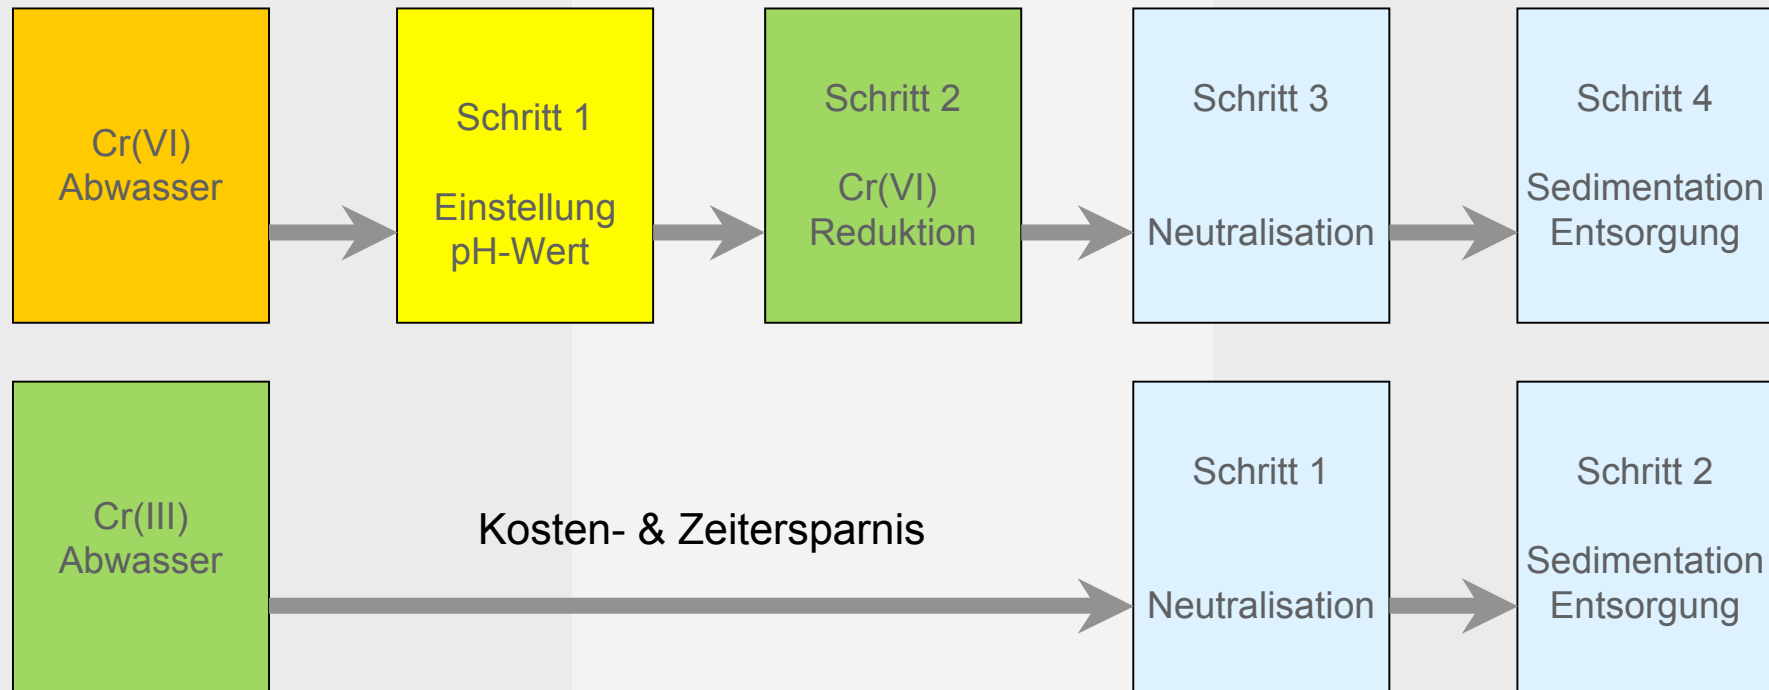 Cr(VI)
Abwasser
Schritt 1
Einstellung
pH-Wert
Schritt 2
Cr(VI)
Reduktion
Schritt 3
Neutralisation
Schritt 4
Sedimentation
Entsorgung
Cr(III)
Abwasser
Kosten- & Zeitersparnis
Schritt 1
Neutralisation
Schritt 2
Sedimentation
Entsorgung